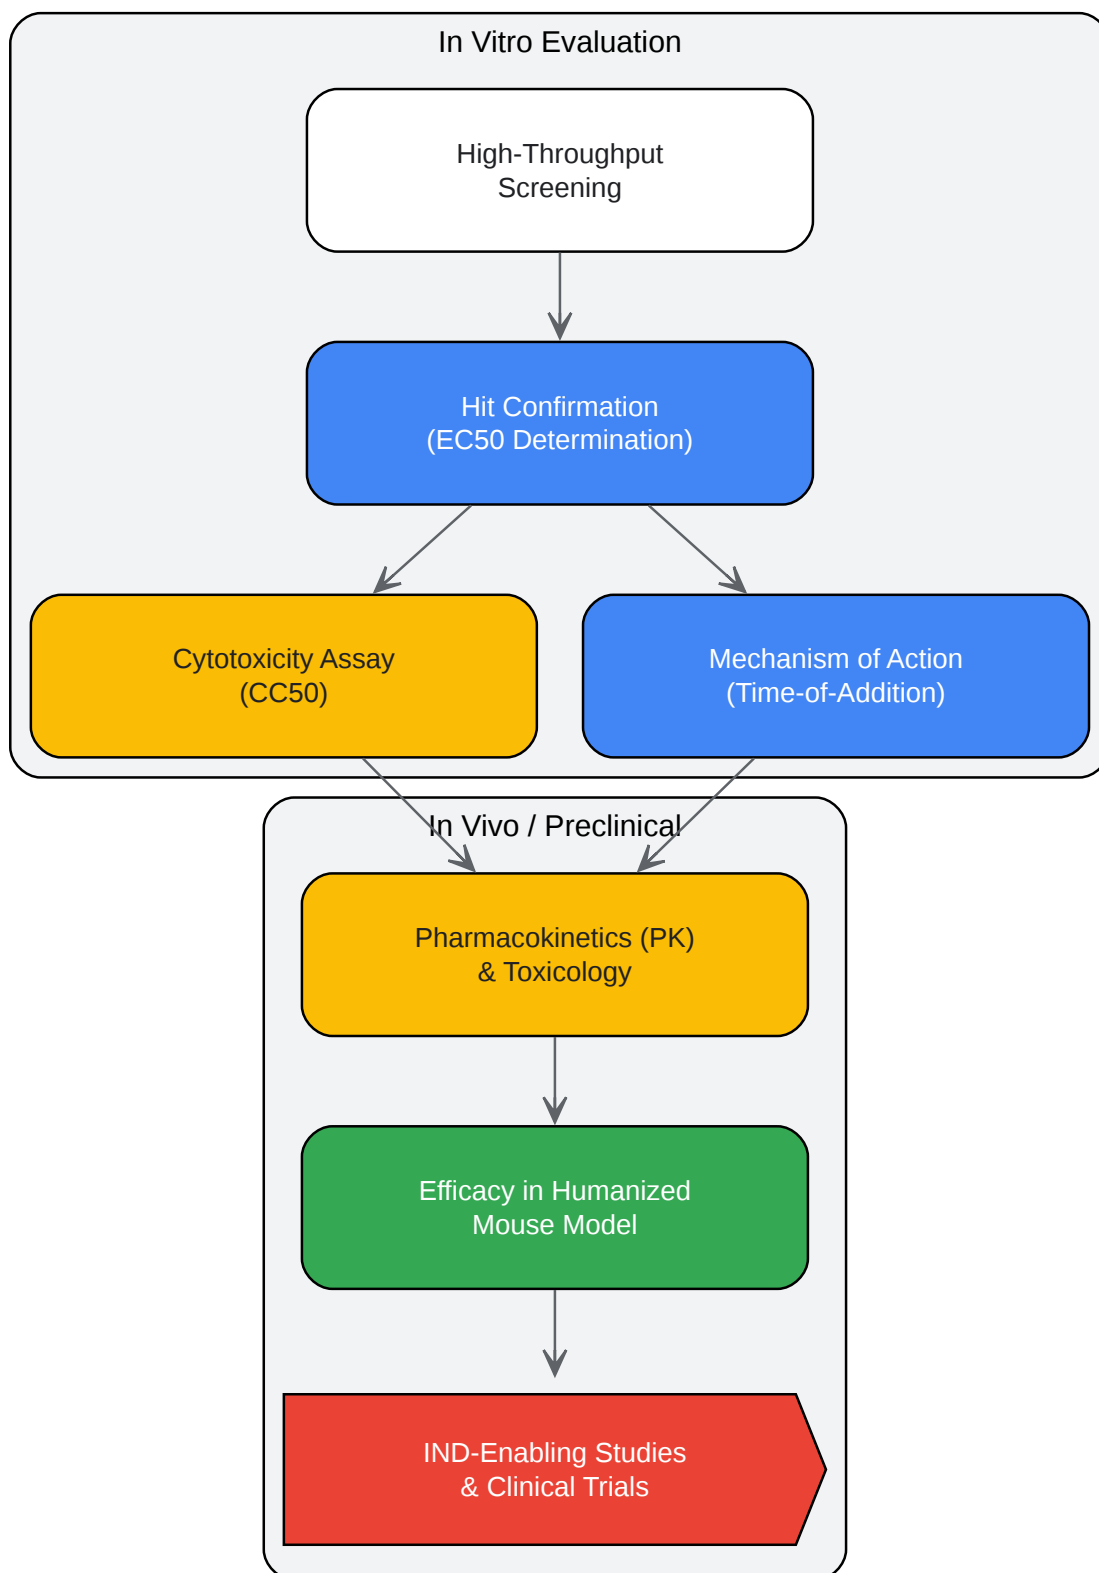 In Vitro Evaluation
High-Throughput
Screening
Hit Confirmation
(EC50 Determination)
Cytotoxicity Assay
(CC50)
Mechanism of Action
(Time-of-Addition)
In Vivo / Preclinical
Pharmacokinetics (PK)
& Toxicology
Efficacy in Humanized
Mouse Model
IND-Enabling Studies
& Clinical Trials